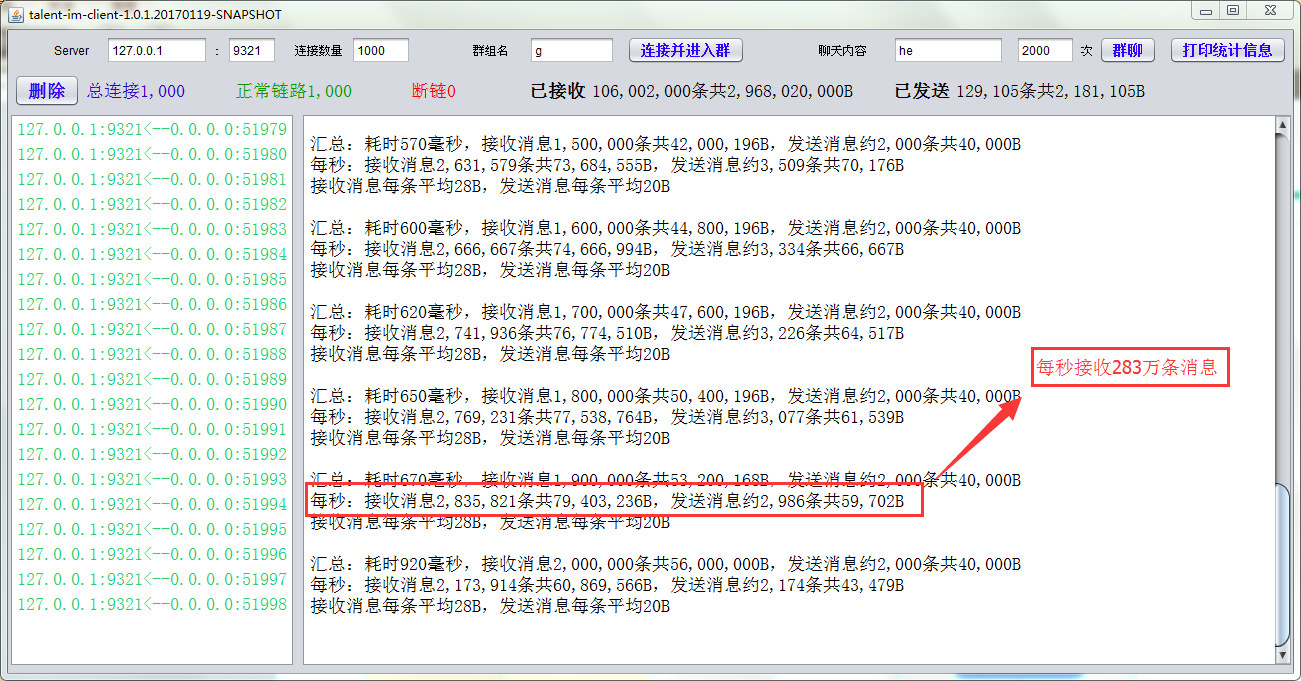 talent-im-client-1.0.1.20170119-SNAPSHOT
Server 127.0.0.1 : 9321 连接数量 1000 群组名 g 连接并进入群 聊天内容 he 2000 次 群聊 打印统计信息
删除 总连接1,000 正常链路1,000 断链0 已接收 106,002,000条共2,968,020,000B 已发送 129,105条共2,181,105B
127.0.0.1:9321<--0.0.0.0:51979
127.0.0.1:9321<--0.0.0.0:51980
127.0.0.1:9321<--0.0.0.0:51981
127.0.0.1:9321<--0.0.0.0:51982
127.0.0.1:9321<--0.0.0.0:51983
127.0.0.1:9321<--0.0.0.0:51984
127.0.0.1:9321<--0.0.0.0:51985
127.0.0.1:9321<--0.0.0.0:51986
127.0.0.1:9321<--0.0.0.0:51987
127.0.0.1:9321<--0.0.0.0:51988
127.0.0.1:9321<--0.0.0.0:51989
127.0.0.1:9321<--0.0.0.0:51990
127.0.0.1:9321<--0.0.0.0:51991
127.0.0.1:9321<--0.0.0.0:51992
127.0.0.1:9321<--0.0.0.0:51993
127.0.0.1:9321<--0.0.0.0:51994
127.0.0.1:9321<--0.0.0.0:51995
127.0.0.1:9321<--0.0.0.0:51996
127.0.0.1:9321<--0.0.0.0:51997
127.0.0.1:9321<--0.0.0.0:51998
汇总: 耗时570毫秒, 接收消息1,500,000条共42,000,196B, 发送消息约2,000条共40,000B
每秒: 接收消息2,631,579条共73,684,555B, 发送消息约3,509条共70,176B
接收消息每条平均28B, 发送消息每条平均20B
汇总: 耗时600毫秒, 接收消息1,600,000条共44,800,196B, 发送消息约2,000条共40,000B
每秒: 接收消息2,666,667条共74,666,994B, 发送消息约3,334条共66,667B
接收消息每条平均28B, 发送消息每条平均20B
汇总: 耗时620毫秒, 接收消息1,700,000条共47,600,196B, 发送消息约2,000条共40,000B
每秒: 接收消息2,741,936条共76,774,510B, 发送消息约3,226条共64,517B
接收消息每条平均28B, 发送消息每条平均20B
汇总: 耗时650毫秒, 接收消息1,800,000条共50,400,196B, 发送消息约2,000条共40,000B
每秒: 接收消息2,769,231条共77,538,764B, 发送消息约3,077条共61,539B
接收消息每条平均28B, 发送消息每条平均20B
汇总: 耗时670毫秒, 接收消息1,900,000条共53,200,168B, 发送消息约2,000条共40,000B
每秒: 接收消息2,835,821条共79,403,236B, 发送消息约2,986条共59,702B
接收消息每条平均28B, 发送消息每条平均20B
汇总: 耗时920毫秒, 接收消息2,000,000条共56,000,000B, 发送消息约2,000条共40,000B
每秒: 接收消息2,173,914条共60,869,566B, 发送消息约2,174条共43,479B
接收消息每条平均28B, 发送消息每条平均20B
每秒接收283万条消息